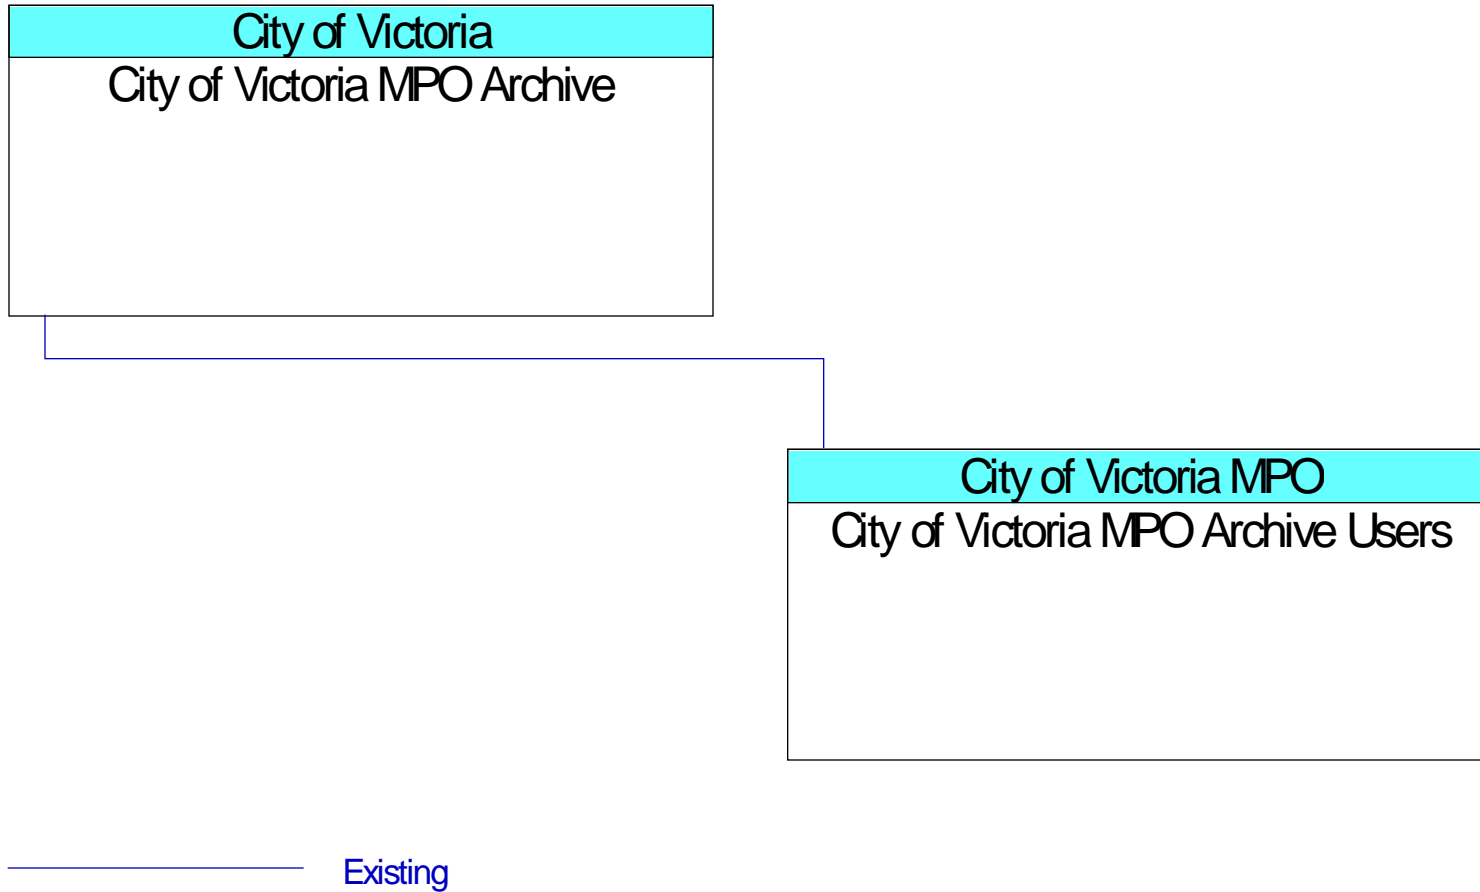 City of Victoria
City of Victoria MPO Archive
City of Victoria MPO
City of Victoria MPO Archive Users
Existing